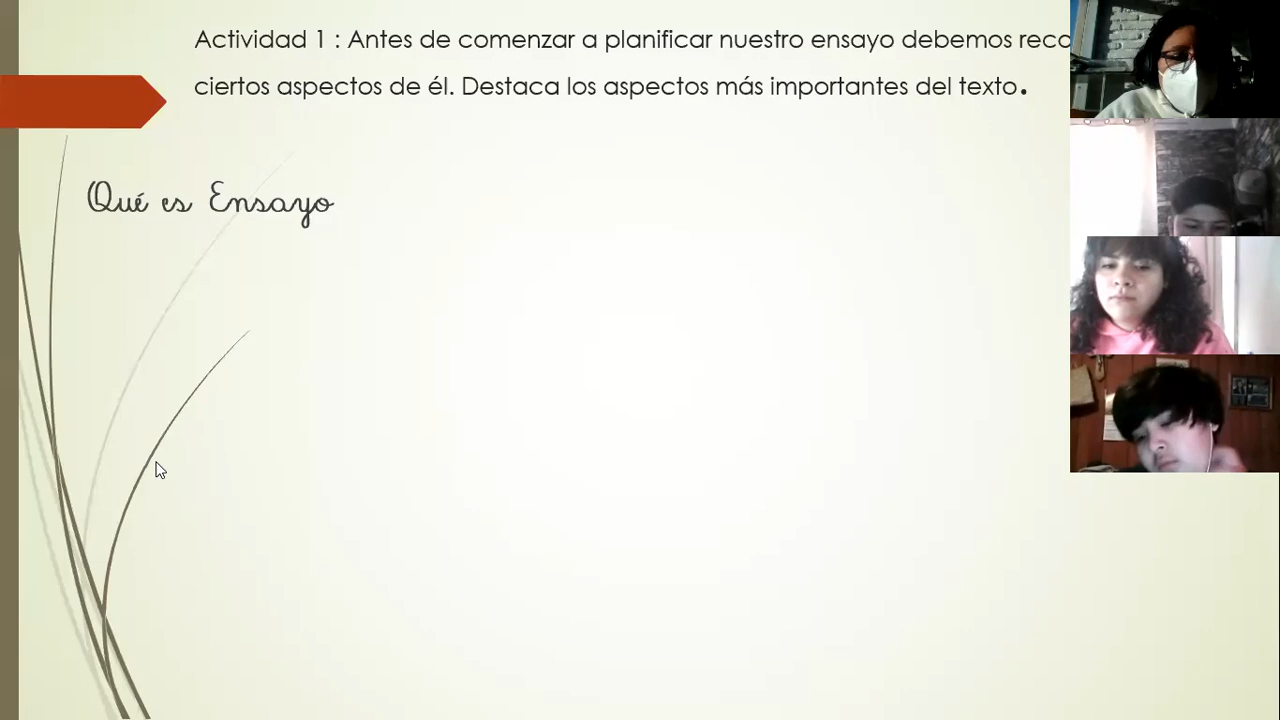 Actividad 1 : Antes de comenzar a planificar nuestro ensayo debemos
ciertos aspectos de él. Destaca los aspectos más importantes del texto.
Qué es Ensayo